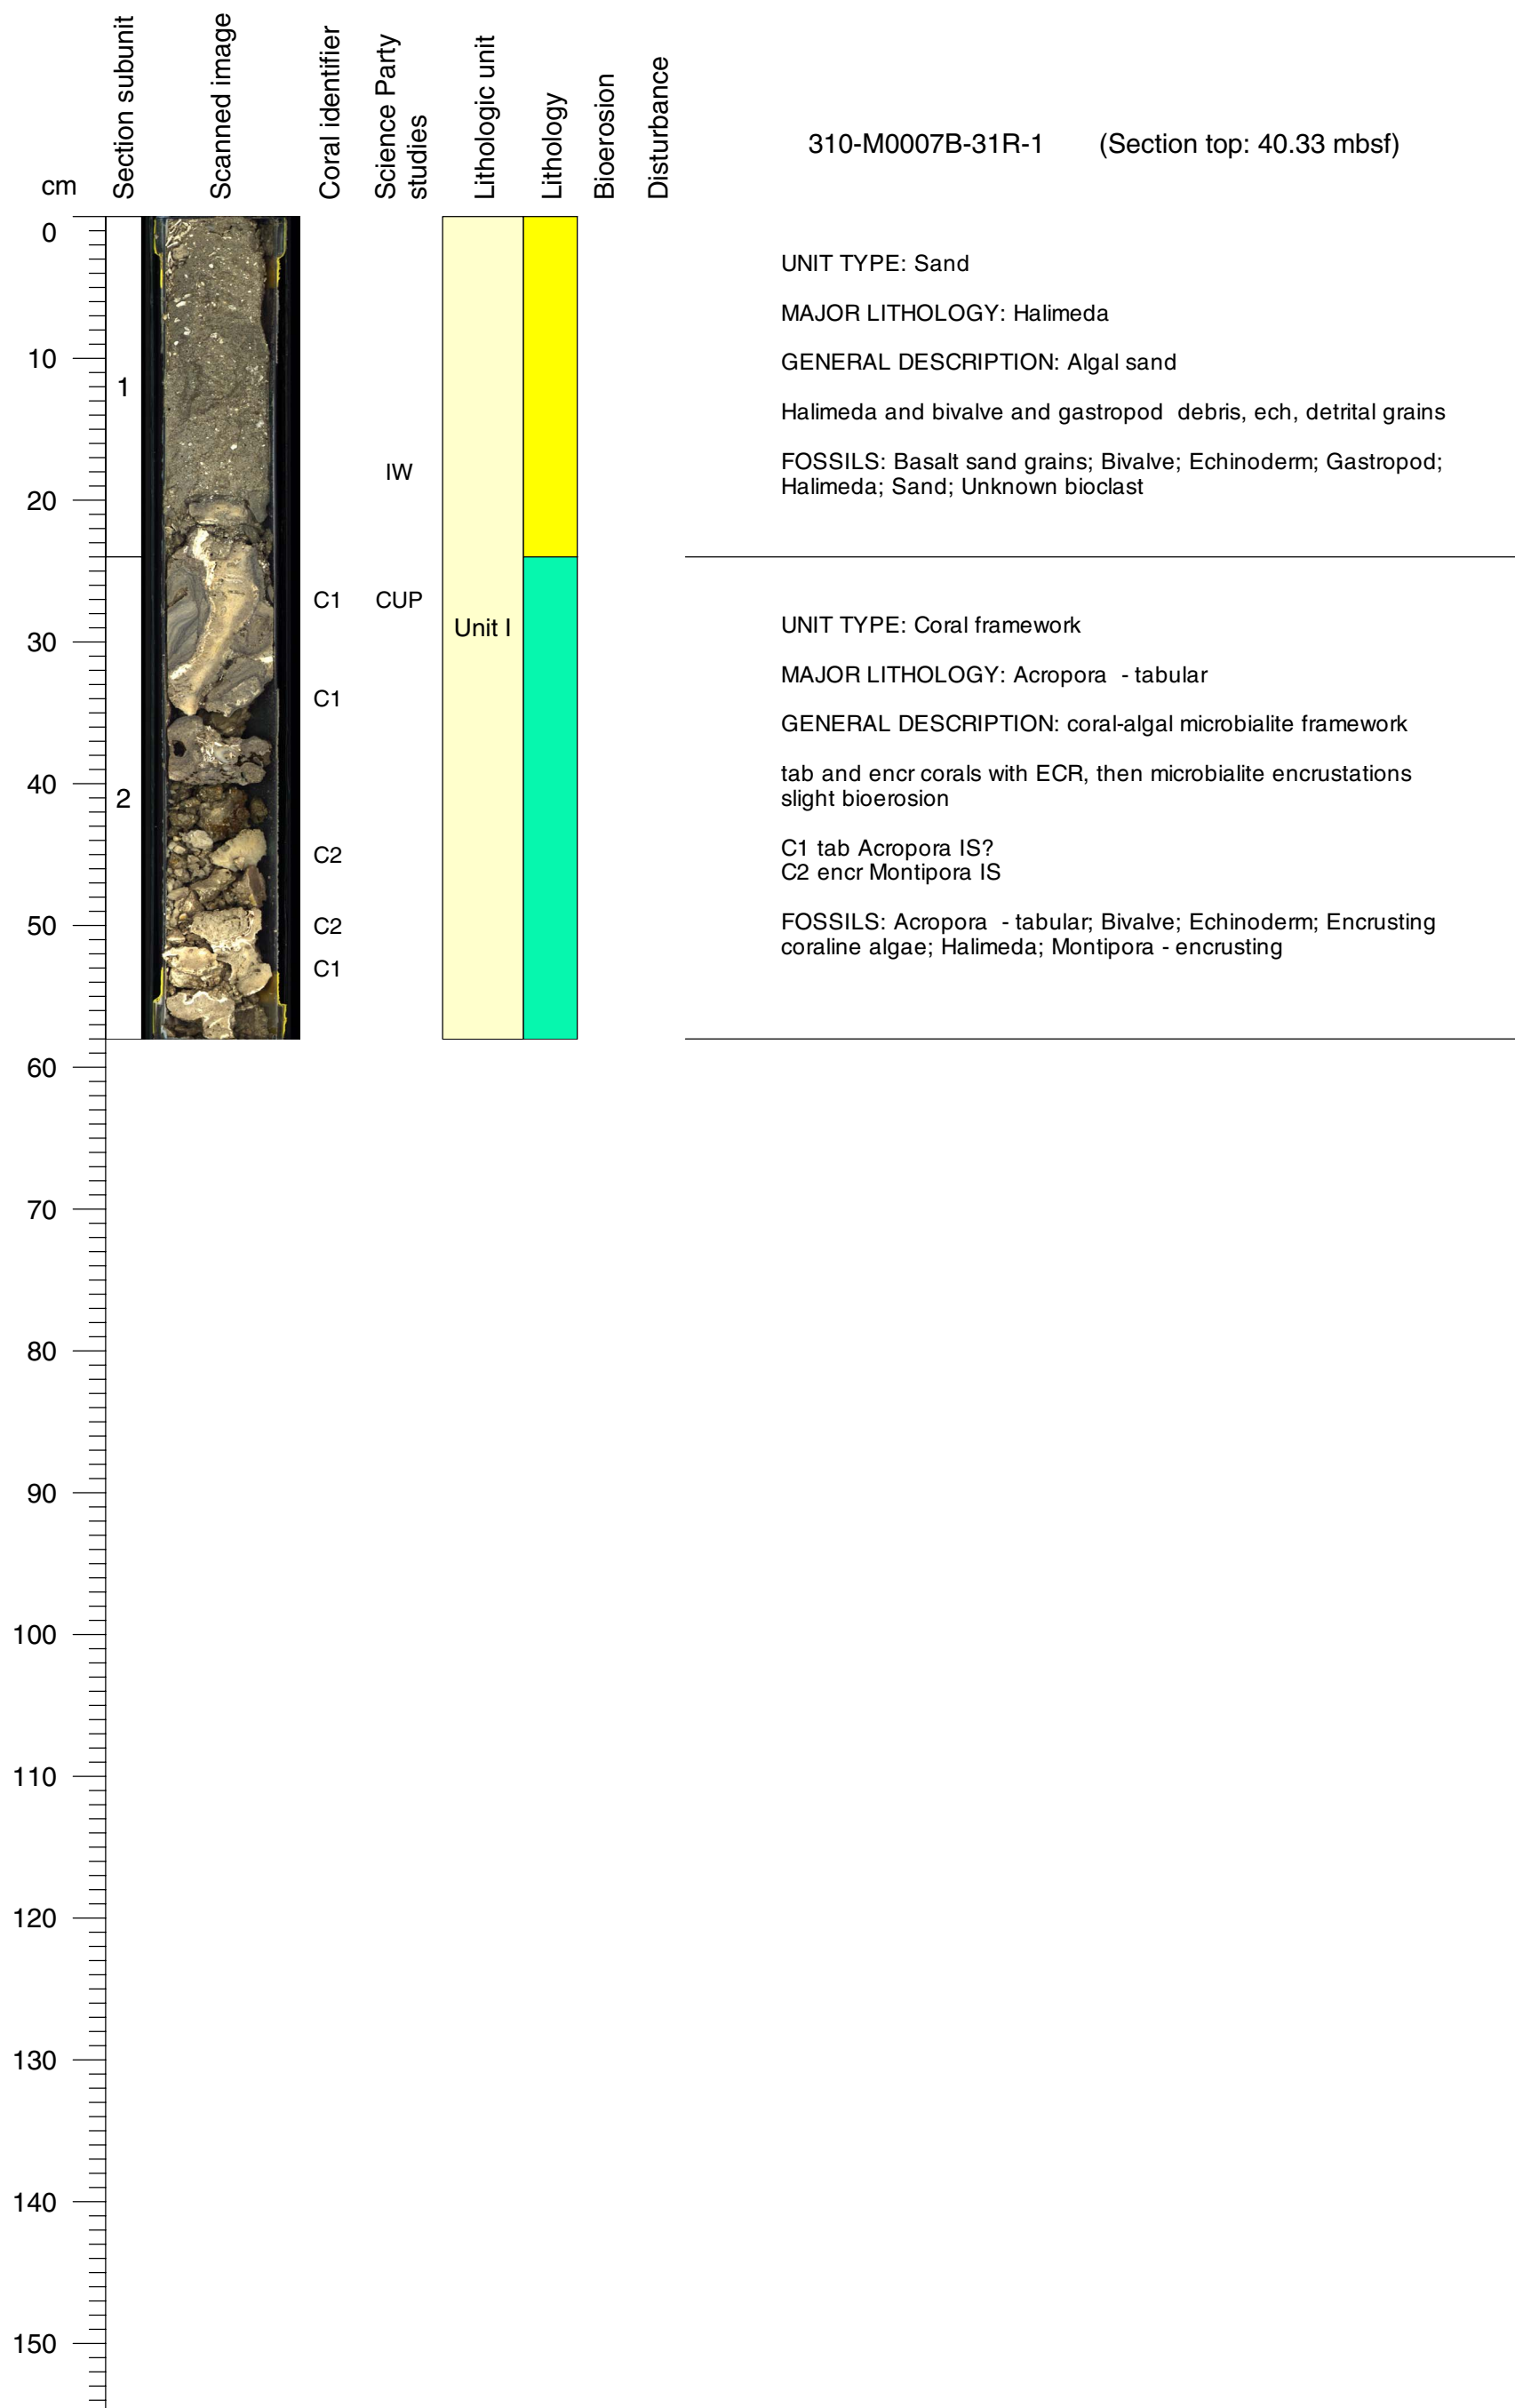 cm
Section subunit
Scanned image
Coral identifier
Science Party
studies
Lithologic unit
Lithology
Bioerosion
Disturbance
310-M0007B-31R-1 (Section top: 40.33 mbsf)
0
10
20
30
40
50
60
70
80
90
100
110
120
130
140
150
1
2
C1
C1
C2
C2
C1
IW
CUP
Unit I
UNIT TYPE: Sand
MAJOR LITHOLOGY: Halimeda
GENERAL DESCRIPTION: Algal sand
Halimeda and bivalve and gastropod debris, ech, detrital grains
FOSSILS: Basalt sand grains; Bivalve; Echinoderm; Gastropod;
Halimeda; Sand; Unknown bioclast
UNIT TYPE: Coral framework
MAJOR LITHOLOGY: Acropora - tabular
GENERAL DESCRIPTION: coral-algal microbialite framework
tab and encr corals with ECR, then microbialite encrustations
slight bioerosion
C1 tab Acropora IS?
C2 encr Montipora IS
FOSSILS: Acropora - tabular; Bivalve; Echinoderm; Encrusting
coraline algae; Halimeda; Montipora - encrusting